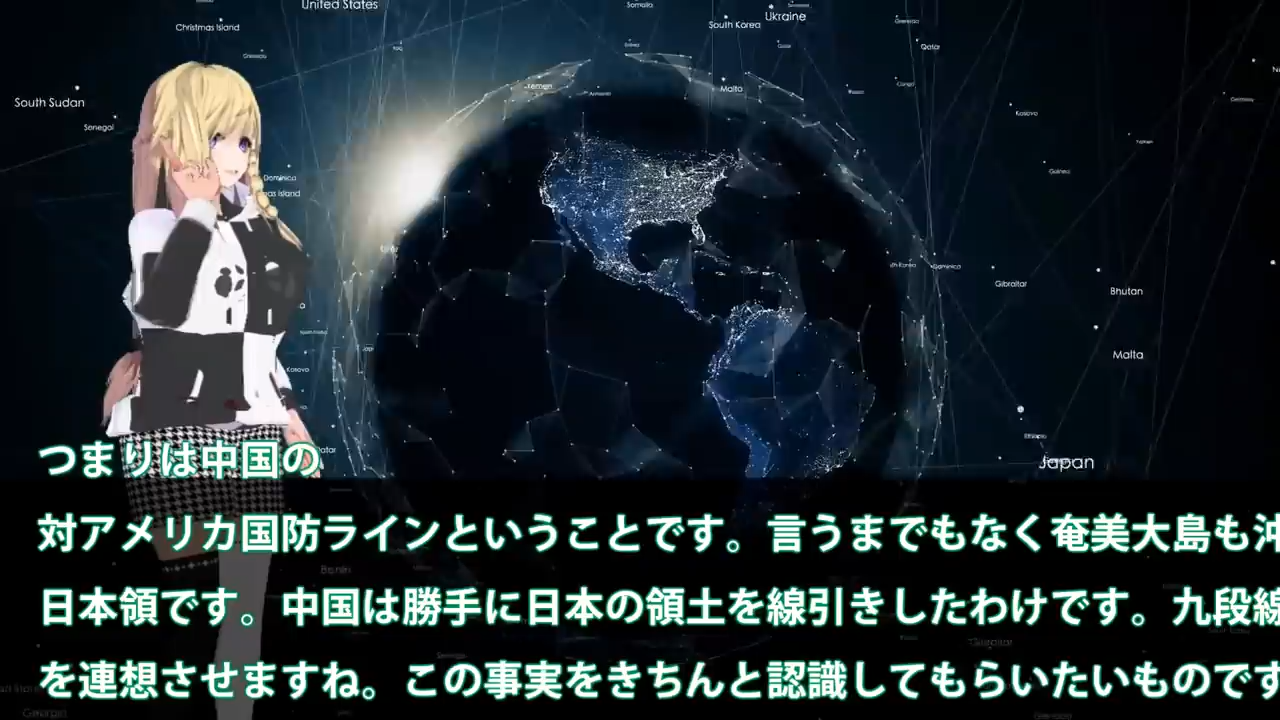 United States
Christmas Island
Somalia
South Korea
Ukraine
Qatar
Yemen
Malta
South Sudan
Senegal
Kosovo
Dominica
Gibraltar
Bhutan
Malta
Kosovo
Japan
つまりは中国の
対アメリカ国防ラインということです。言うまでもなく奄美大島も沖
日本領です。中国は勝手に日本の領土を線引きしたわけです。九段線
を連想させますね。この事実をきちんと認識してもらいたいものです